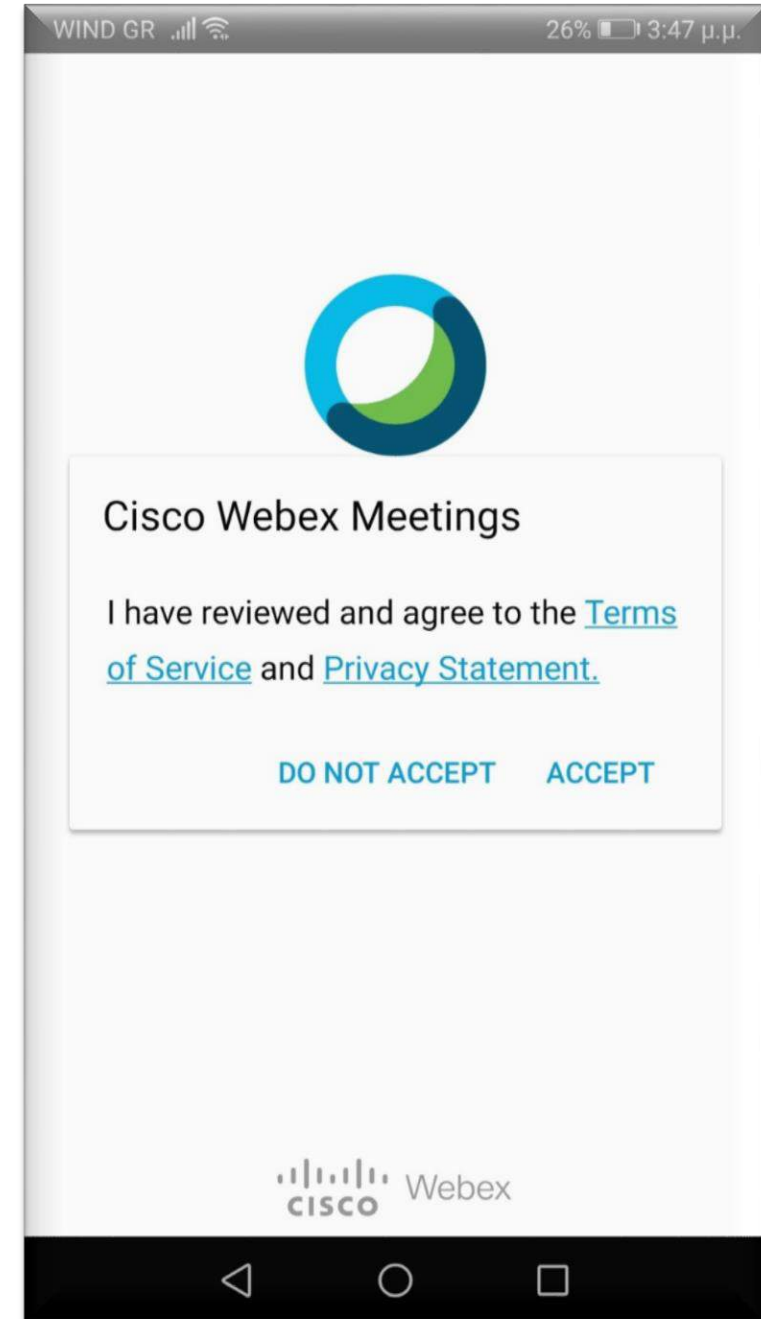 WIND GR 26% 3:47 μ.μ.
Cisco Webex Meetings
I have reviewed and agree to the Terms
of Service and Privacy Statement.
DO NOT ACCEPT ACCEPT
CISCO Webex